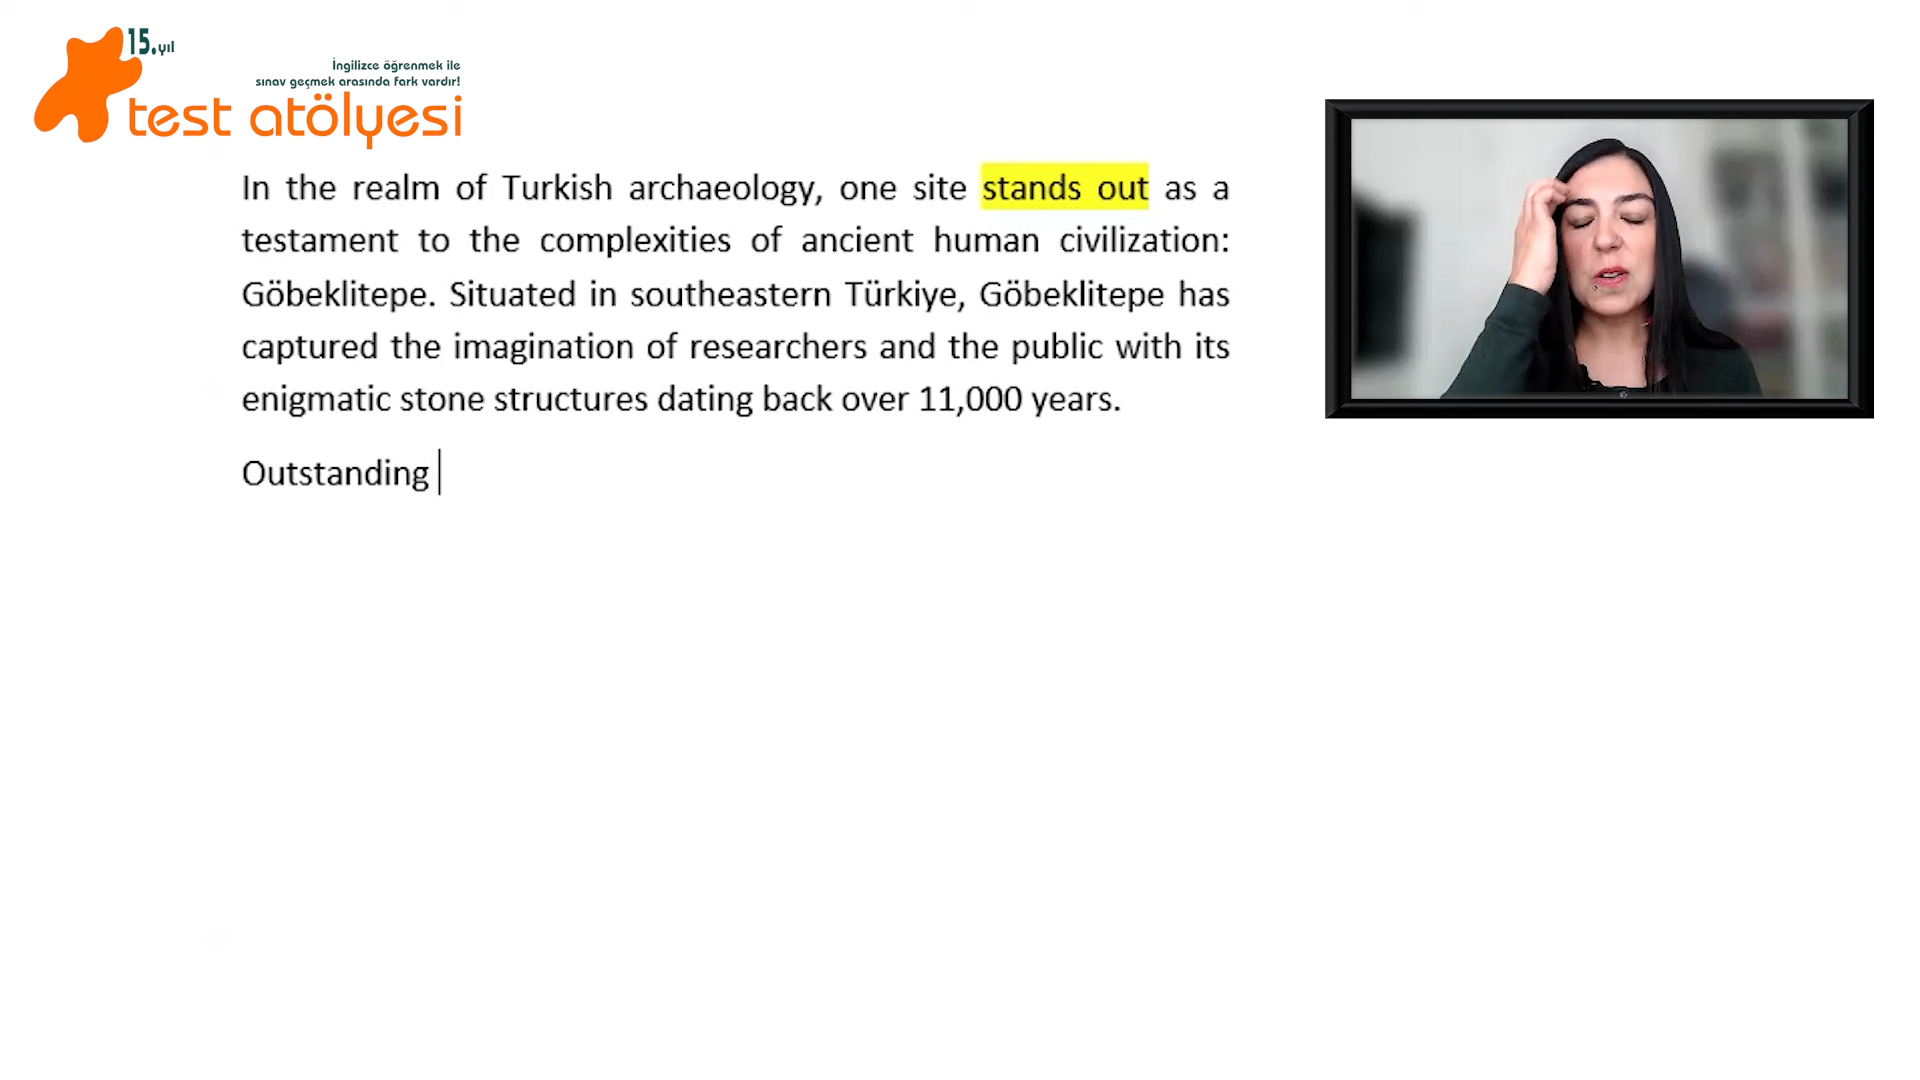 15.yıl
İngilizce öğrenmek ile
sınav geçmek arasında fark vardır!
test atölyesi
In the realm of Turkish archaeology, one site stands out as a
testament to the complexities of ancient human civilization:
Göbeklitepe. Situated in southeastern Türkiye, Göbeklitepe has
captured the imagination of researchers and the public with its
enigmatic stone structures dating back over 11,000 years.
Outstanding